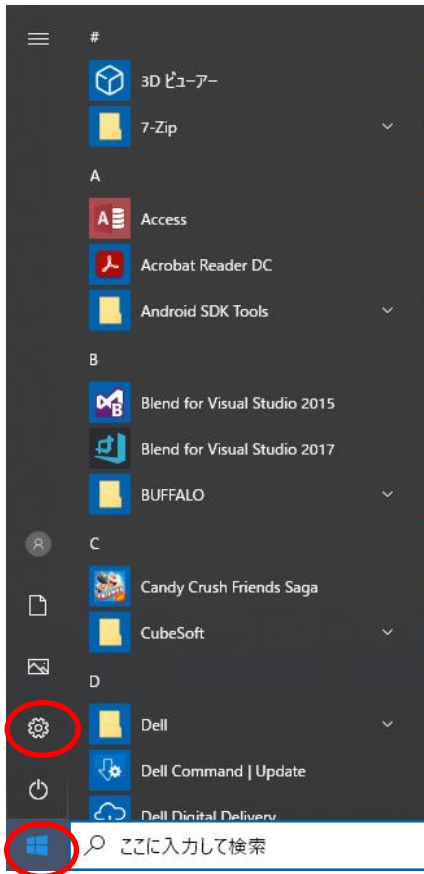 #
3D ビューアー
7-Zip
A
Access
Acrobat Reader DC
Android SDK Tools
B
Blend for Visual Studio 2015
Blend for Visual Studio 2017
BUFFALO
C
Candy Crush Friends Saga
CubeSoft
D
Dell
Dell Command | Update
Dell Digital Delivery
ここに入力して検索